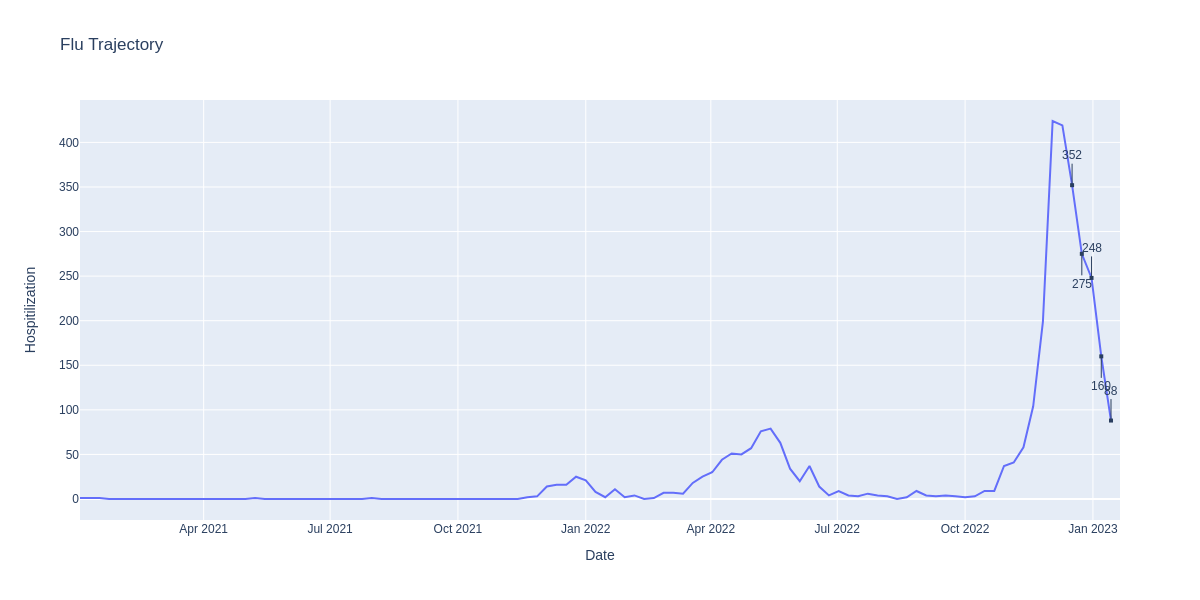 Flu Trajectory
400
350
300
250
200
150
100
50
0
Hospitilization
352
248
275
160
88
Apr 2021
Jul 2021
Oct 2021
Jan 2022
Apr 2022
Jul 2022
Oct 2022
Jan 2023
Date